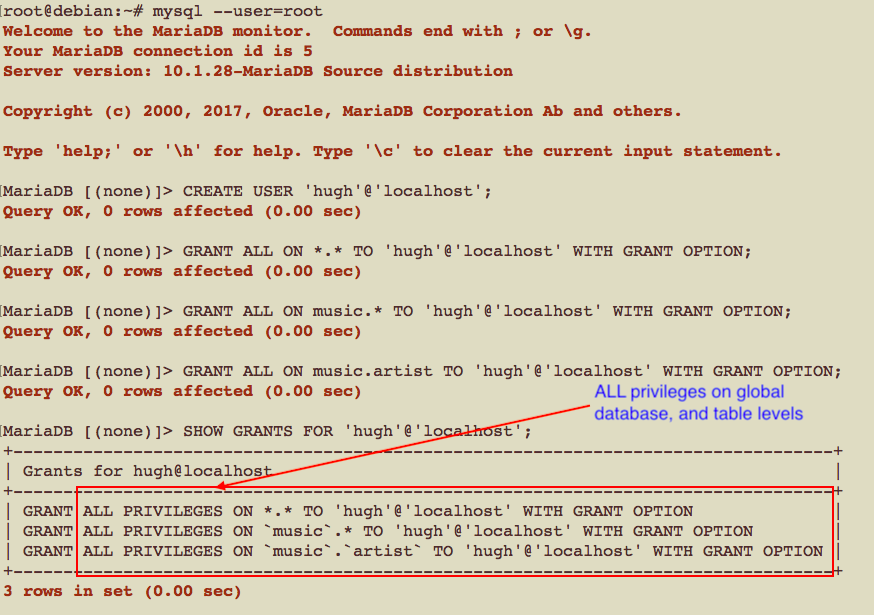 [root@debian:~# mysql --user=root
Welcome to the MariaDB monitor.  Commands end with ; or \g.
Your MariaDB connection id is 5
Server version: 10.1.28-MariaDB Source distribution
Copyright (c) 2000, 2017, Oracle, MariaDB Corporation Ab and others.
Type 'help;' or '\h' for help. Type '\c' to clear the current input statement.
[MariaDB [(none)]> CREATE USER 'hugh'@'localhost';
Query OK, 0 rows affected (0.00 sec)
[MariaDB [(none)]> GRANT ALL ON *.* TO 'hugh'@'localhost' WITH GRANT OPTION;
Query OK, 0 rows affected (0.00 sec)
[MariaDB [(none)]> GRANT ALL ON music.* TO 'hugh'@'localhost' WITH GRANT OPTION;
Query OK, 0 rows affected (0.00 sec)
[MariaDB [(none)]> GRANT ALL ON music.artist TO 'hugh'@'localhost' WITH GRANT OPTION;
Query OK, 0 rows affected (0.00 sec)
ALL privileges on global
database, and table levels
[MariaDB [(none)]> SHOW GRANTS FOR 'hugh'@'localhost';
| Grants for hugh@localhost |
| GRANT ALL PRIVILEGES ON *.* TO 'hugh'@'localhost' WITH GRANT OPTION |
| GRANT ALL PRIVILEGES ON `music`.* TO 'hugh'@'localhost' WITH GRANT OPTION |
| GRANT ALL PRIVILEGES ON `music`.`artist` TO 'hugh'@'localhost' WITH GRANT OPTION |
3 rows in set (0.00 sec)